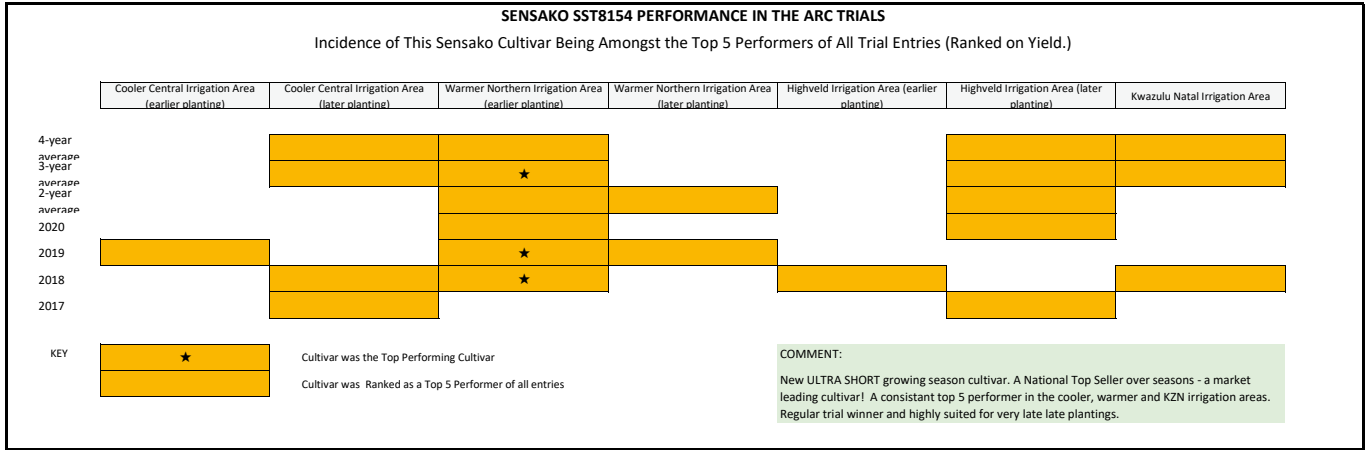 SENSAKO SST8154 PERFORMANCE IN THE ARC TRIALS
Incidence of This Sensako Cultivar Being Amongst the Top 5 Performers of All Trial Entries (Ranked on Yield.)
Cooler Central Irrigation Area
(earlier planting)
Cooler Central Irrigation Area
(later planting)
Warmer Northern Irrigation Area
(earlier planting)
Warmer Northern Irrigation Area
(later planting)
Highveld Irrigation Area (earlier
planting)
Highveld Irrigation Area (later
planting)
Kwazulu Natal Irrigation Area
4-year
average
3-year
average
★
2-year
average
2020
2019
★
2018
★
2017
KEY
★
Cultivar was the Top Performing Cultivar
Cultivar was Ranked as a Top 5 Performer of all entries
COMMENT:
New ULTRA SHORT growing season cultivar. A National Top Seller over seasons - a market
leading cultivar! A consistant top 5 performer in the cooler, warmer and KZN irrigation areas.
Regular trial winner and highly suited for very late late plantings.